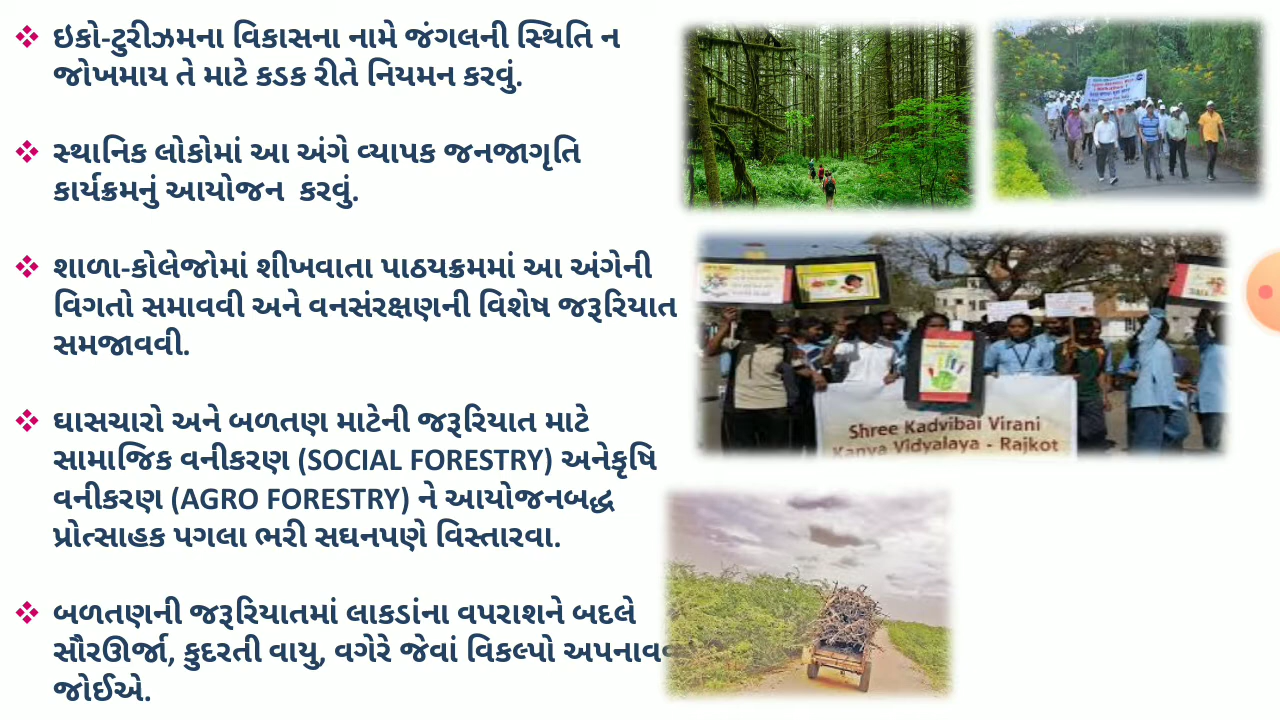 ઇકો-ટુરીઝમના વિકાસના નામે જંગલની સ્થિતિ ન
જોખમાય તે માટે કડક રીતે નિયમન કરવું.
સ્થાનિક લોકોમાં આ અંગે વ્યાપક જનજાગૃતિ
કાર્યક્રમનું આયોજન કરવું.
શાળા-કોલેજોમાં શીખવાતા પાઠયક્રમમાં આ અંગેની
વિગતો સમાવવી અને વનસંરક્ષણની વિશેષ જરૂરિયાત
સમજાવવી.
ઘાસચારો અને બળતણ માટેની જરૂરિયાત માટે
સામાજિક વનીકરણ (SOCIAL FORESTRY) અનેકૃષિ
વનીકરણ (AGRO FORESTRY) ને આયોજનબદ્ધ
પ્રોત્સાહક પગલા ભરી સઘનપણે વિસ્તારવા.
બળતણની જરૂરિયાતમાં લાકડાંના વપરાશને બદલે
સૌરઊર્જા, કુદરતી વાયુ, વગેરે જેવાં વિકલ્પો
જોઈએ.
Shree Kadvibai Virani
Kanya Vidyalaya - Rajkot